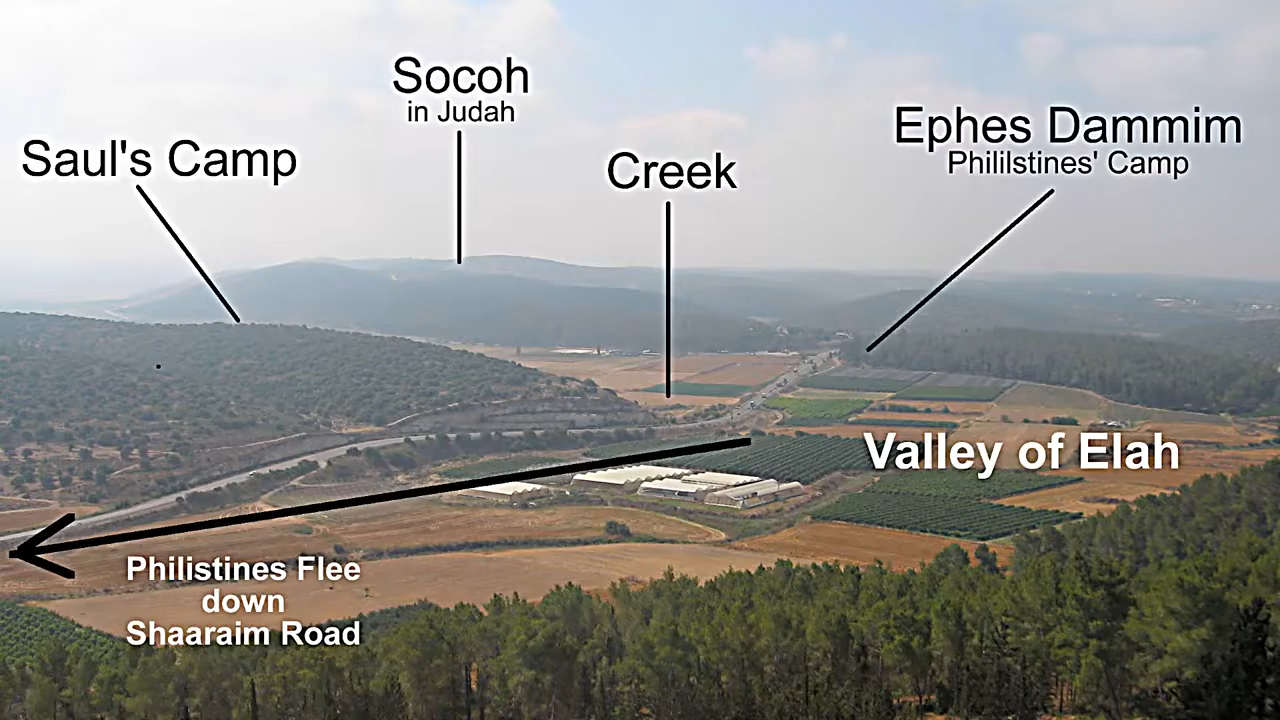 Socoh
in Judah
Saul's Camp
Creek
Ephes Dammim
Phililstines' Camp
Valley of Elah
Philistines Flee
down
Shaaraim Road